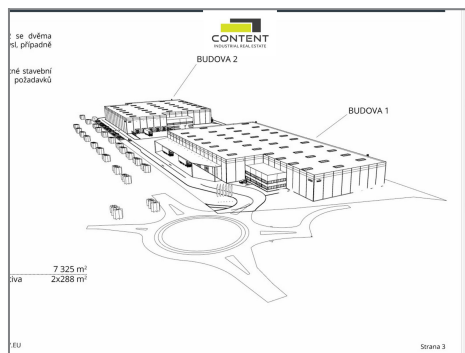 se dvěma
případně
CONTENT
INDUSTRIAL REAL ESTATE
stavební
požadavků
BUDOVA 2
BUDOVA 1
7 325 m²
2x288 m²
.EU
Strana 3